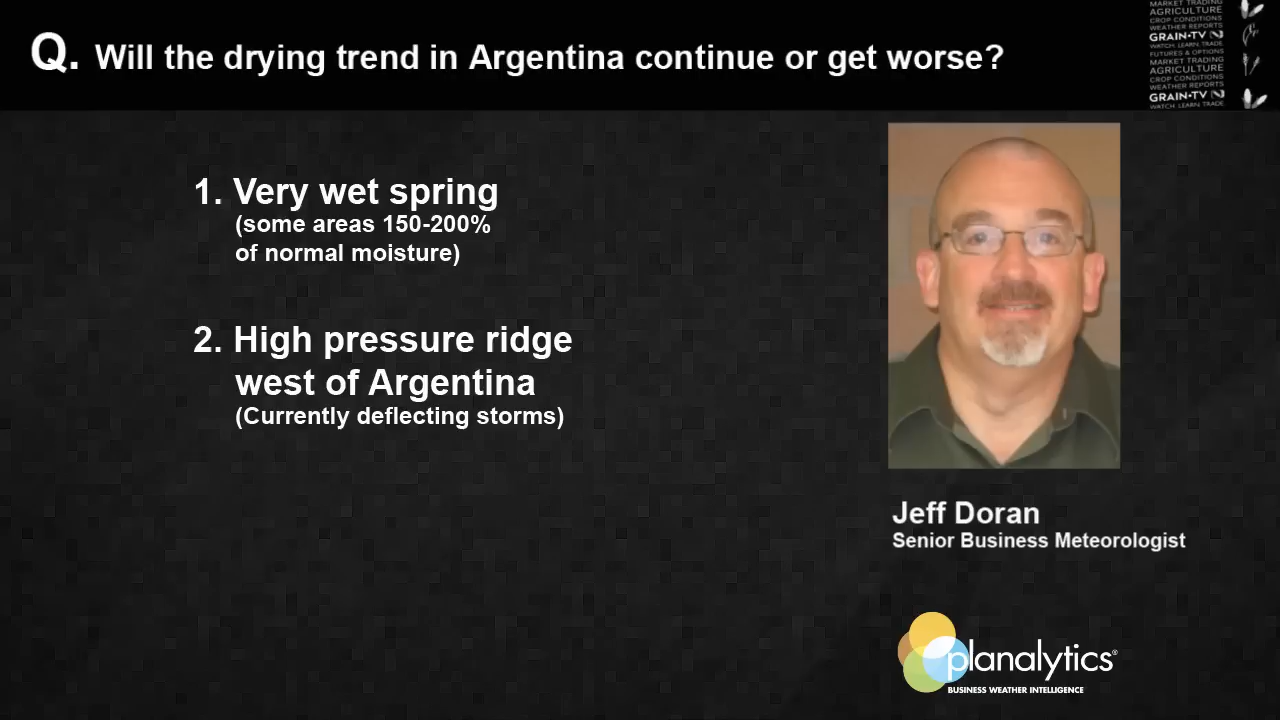 Q. Will the drying trend in Argentina continue or get worse?
MARKET TRADING
AGRICULTURE
CROP CONDITIONS
WEATHER REPORTS
GRAIN•TV
WATCH. LEARN. TRADE.
FUTURES & OPTIONS
MARKET TRADING
AGRICULTURE
CROP CONDITIONS
WEATHER REPORTS
GRAIN•TV
WATCH. LEARN. TRADE.
1. Very wet spring
(some areas 150-200%
of normal moisture)
2. High pressure ridge
west of Argentina
(Currently deflecting storms)
Jeff Doran
Senior Business Meteorologist
planalytics®
BUSINESS WEATHER INTELLIGENCE